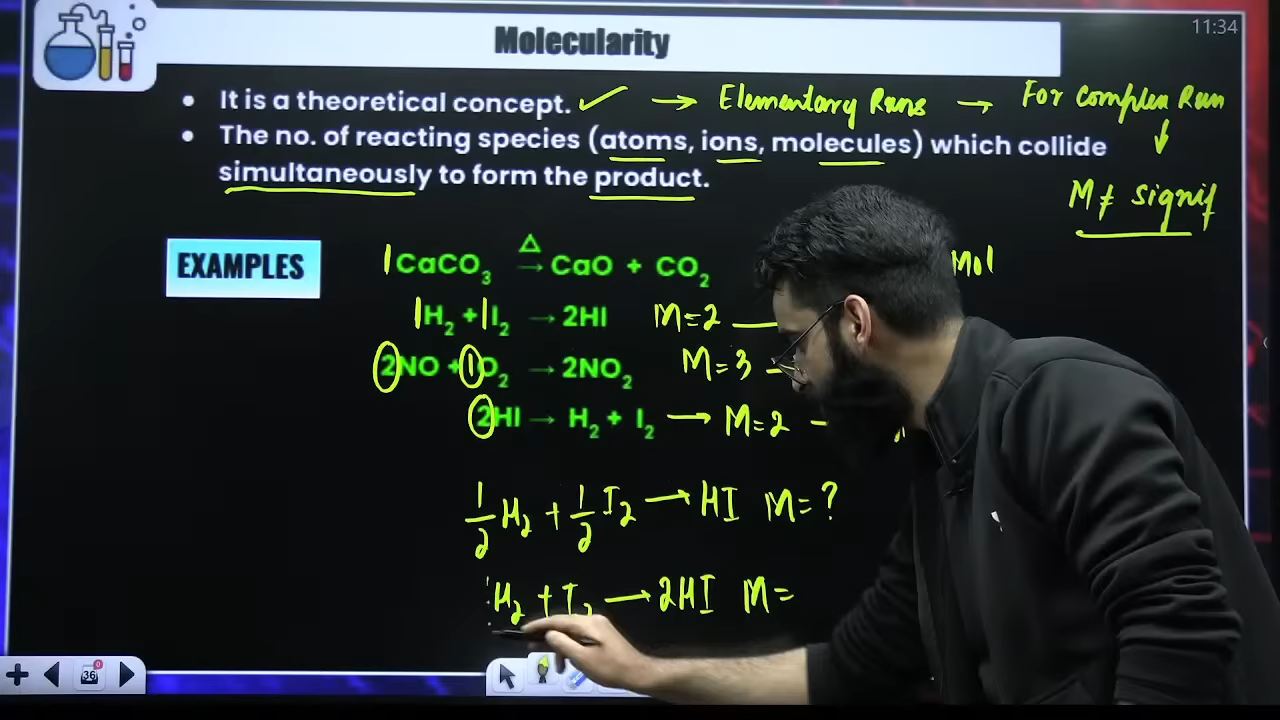 11:34
Molecularity
• It is a theoretical concept. ✓ → Elementary Rxns → For Complex Rxn
↓
• The no. of reacting species (atoms, ions, molecules) which collide
simultaneously to form the product.
M ≠ signif
EXAMPLES
1CaCO₃ →Δ CaO + CO₂ Mol
1H₂ + 1I₂ → 2HI M=2 —
2NO + 1O₂ → 2NO₂ M=3 –
2HI → H₂ + I₂ → M=2 –
1/2 H₂ + 1/2 I₂ → HI M=?
H₂ + I₂ → 2HI M=
36